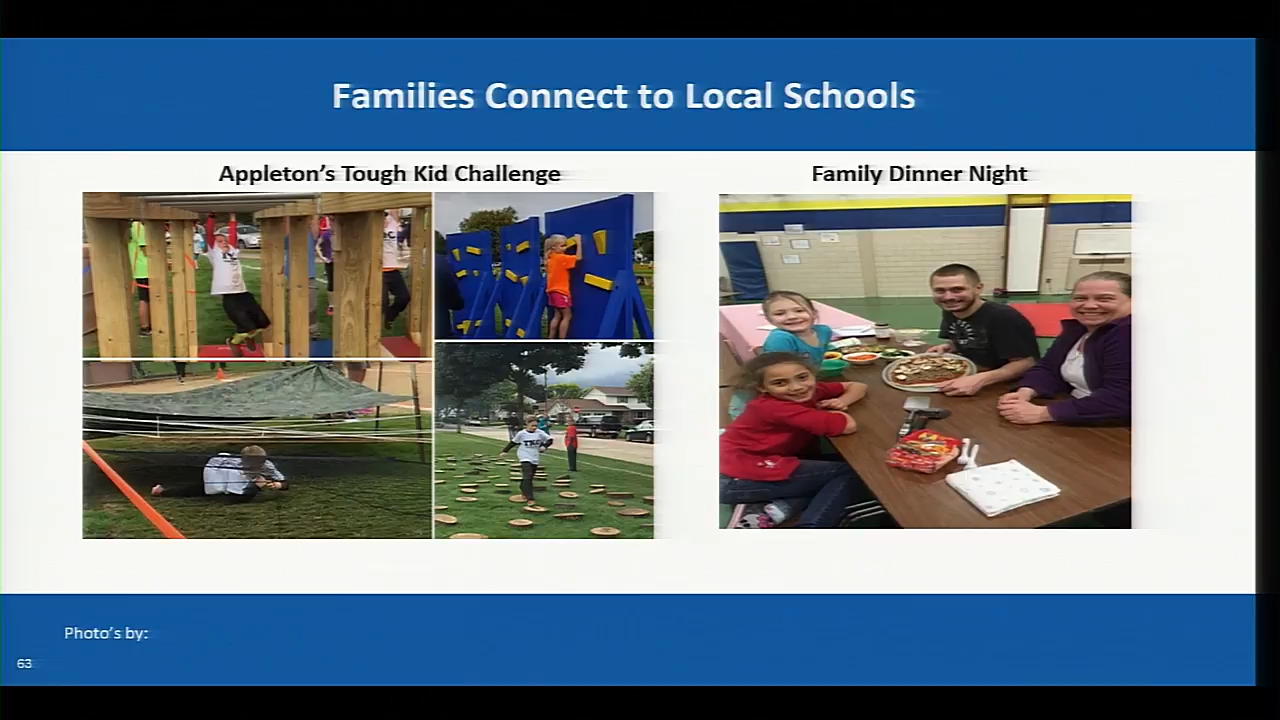 Families Connect to Local Schools
Appleton's Tough Kid Challenge
Family Dinner Night
Photo's by:
63